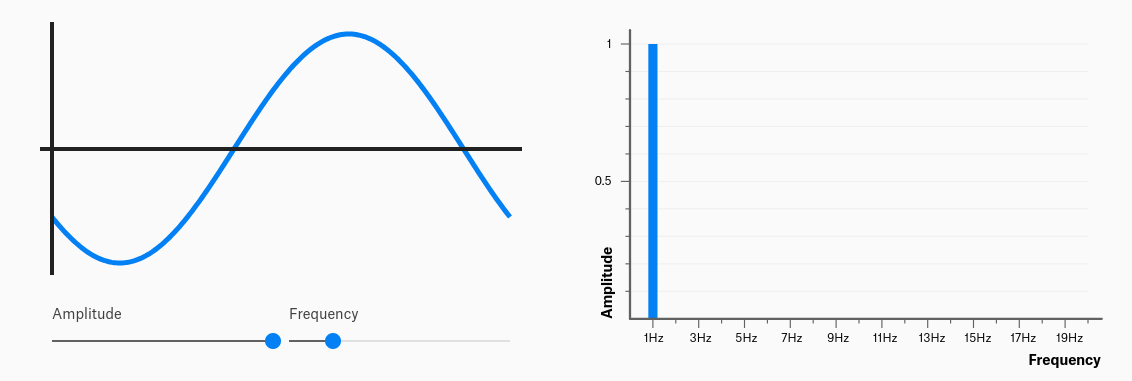 Amplitude
Frequency
1
0.5
Amplitude
1Hz
3Hz
5Hz
7Hz
9Hz
11Hz
13Hz
15Hz
17Hz
19Hz
Frequency